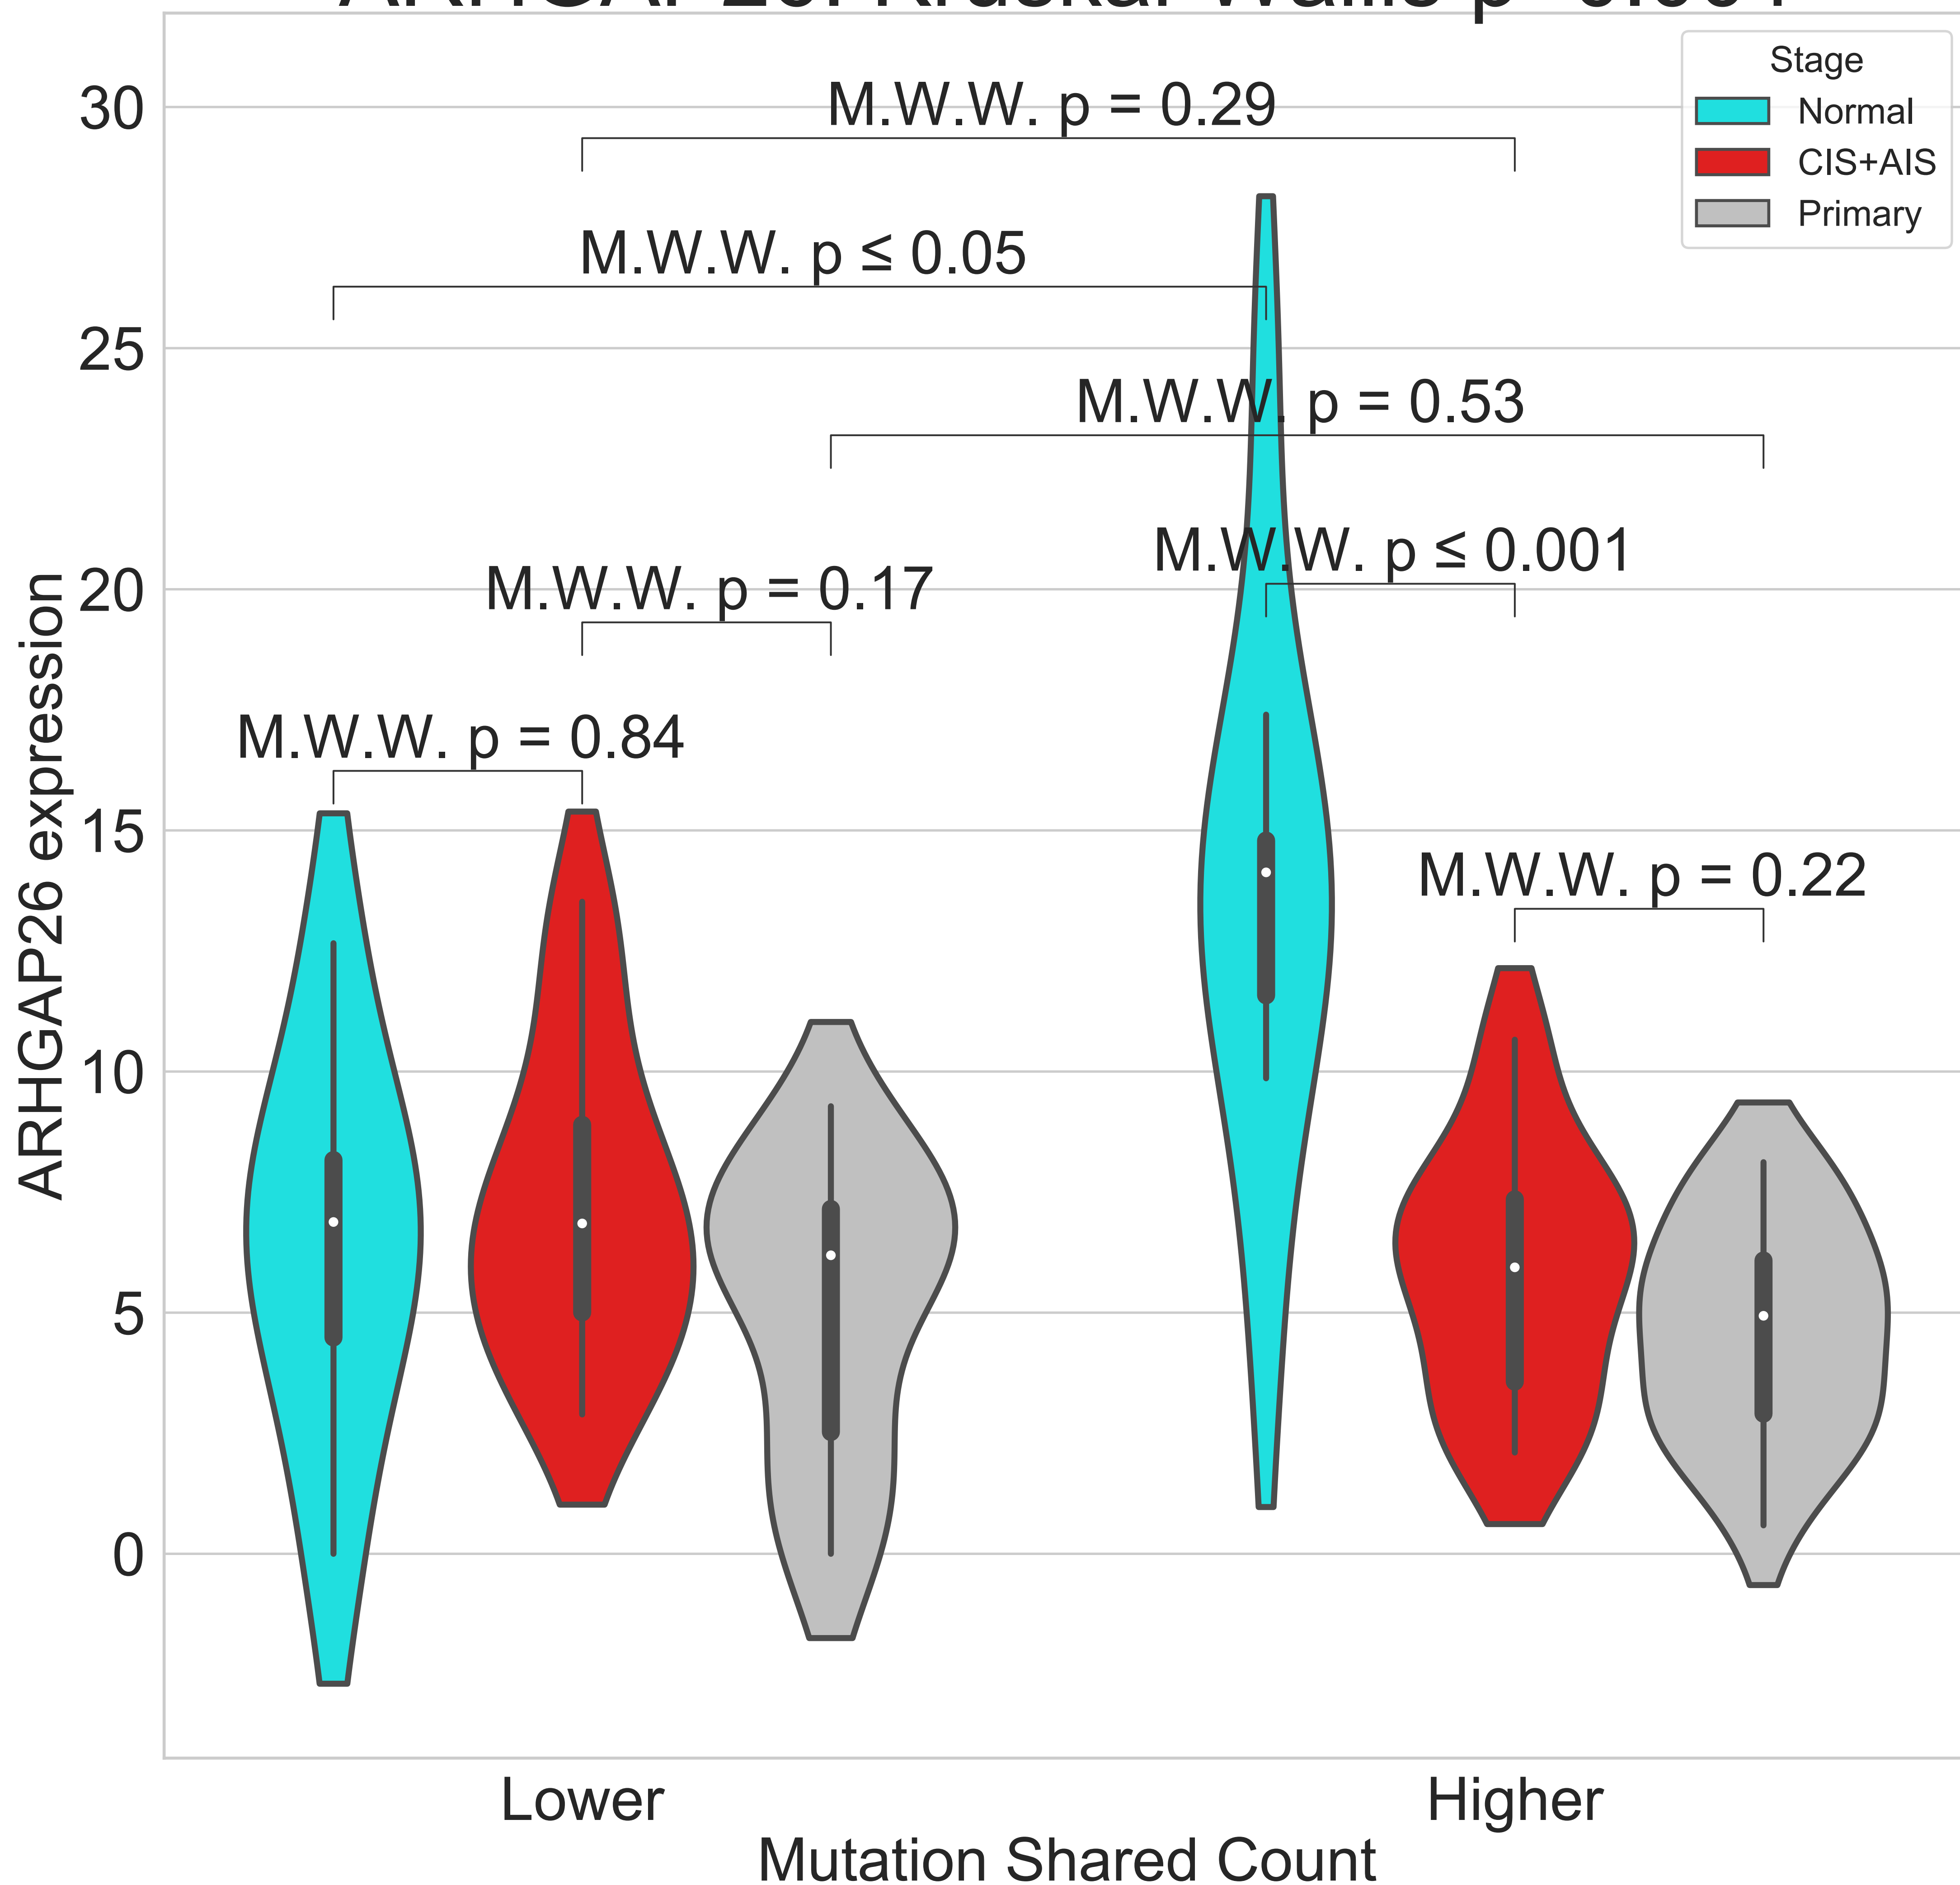 30
25
20
15
10
5
0
ARHGAP26 expression
M.W.W. p = 0.29
M.W.W. p ≤ 0.05
M.W.W. p = 0.53
M.W.W. p ≤ 0.001
M.W.W. p = 0.17
M.W.W. p = 0.84
M.W.W. p = 0.22
Stage
Normal
CIS+AIS
Primary
Lower
Higher
Mutation Shared Count